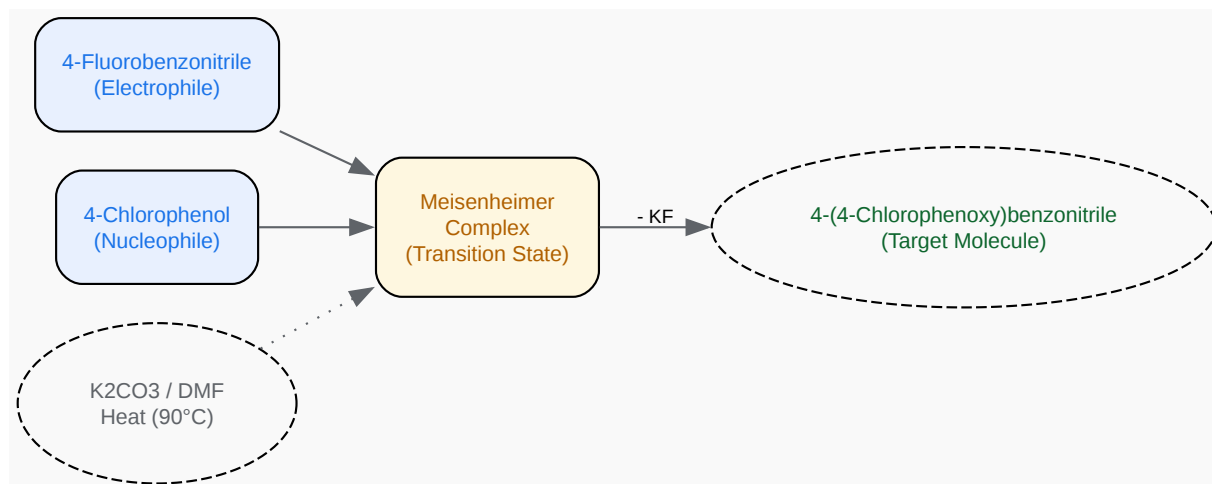 4-Fluorobenzonitrile
(Electrophile)
4-Chlorophenol
(Nucleophile)
K2CO3 / DMF
Heat (90°C)
Meisenheimer
Complex
(Transition State)
- KF
4-(4-Chlorophenoxy)benzonitrile
(Target Molecule)